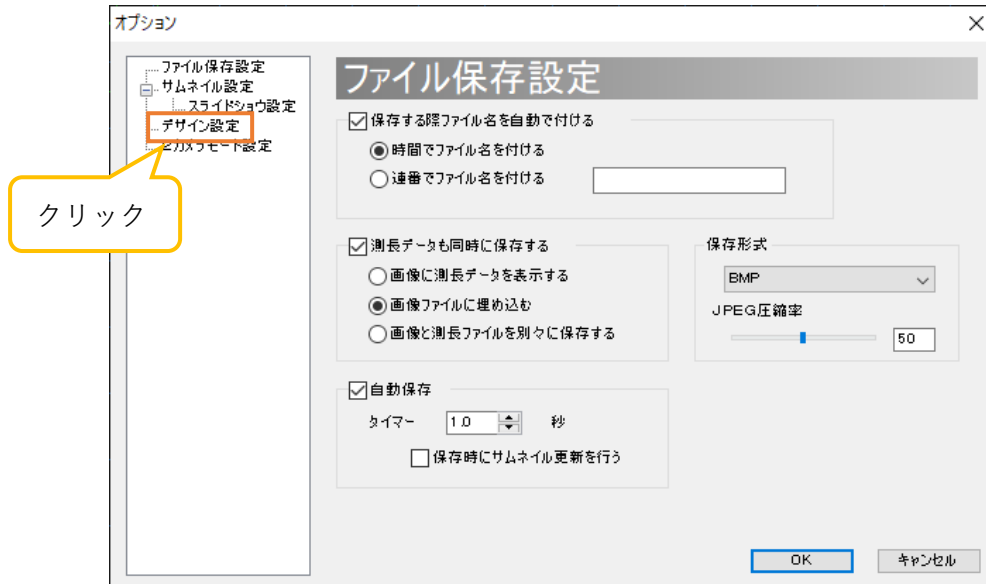 オプション
ファイル保存設定
サムネイル設定
スライドショウ設定
デザイン設定
2カメラモード設定
クリック
ファイル保存設定
保存する際ファイル名を自動で付ける
時間でファイル名を付ける
連番でファイル名を付ける
測長データも同時に保存する
画像に測長データを表示する
画像ファイルに埋め込む
画像と測長ファイルを別々に保存する
保存形式
BMP
JPEG圧縮率
50
自動保存
タイマー 1.0 秒
保存時にサムネイル更新を行う
OK キャンセル